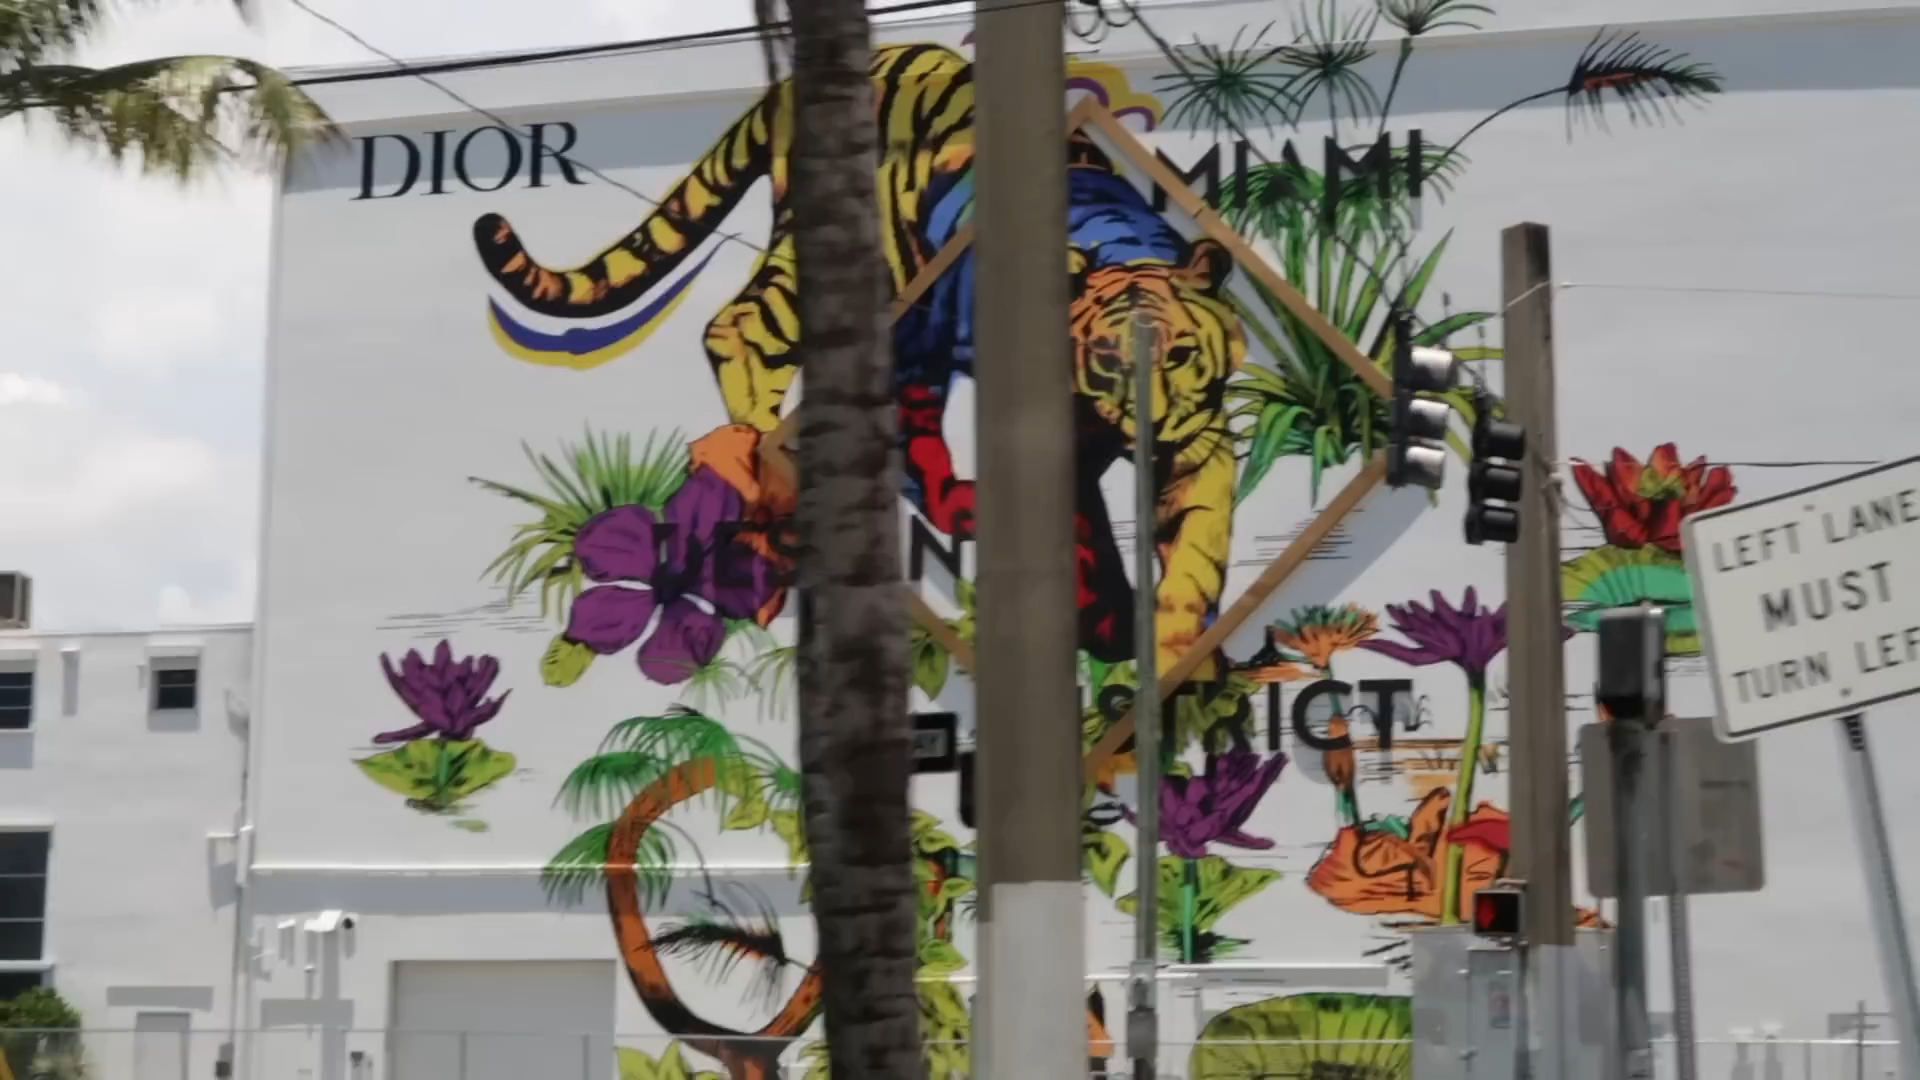 DIOR
MIAMI
STRICT
LEFT LANE
MUST
TURN LEF